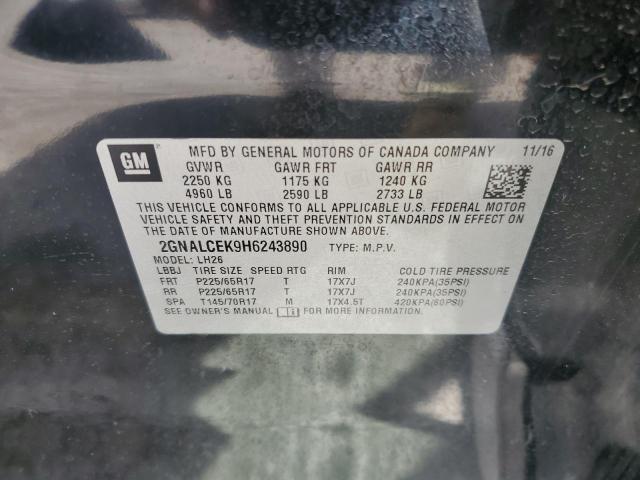 GM
MFD BY GENERAL MOTORS OF CANADA COMPANY 11/16
GVWR GAWR FRT GAWR RR
2250 KG 1175 KG 1240 KG
4960 LB 2590 LB 2733 LB
THIS VEHICLE CONFORMS TO ALL APPLICABLE U.S. FEDERAL MOTOR
VEHICLE SAFETY AND THEFT PREVENTION STANDARDS IN EFFECT ON
THE DATE OF MANUFACTURE SHOWN ABOVE.
2GNALCEK9H6243890 TYPE: M.P.V.
MODEL: LH26
LBBJ TIRE SIZE SPEED RTG RIM COLD TIRE PRESSURE
FRT P225/65R17 T 17X7J 240KPA(35PSI)
RR P225/65R17 T 17X7J 240KPA(35PSI)
SPA T145/70R17 M 17X4.5T 420KPA(60PSI)
SEE OWNER'S MANUAL FOR MORE INFORMATION.